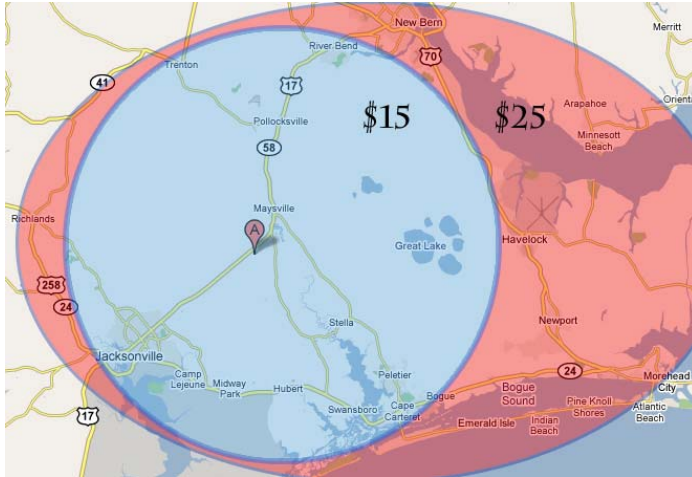 New Bern
Merritt
River Bend
Trenton
70
41
17
$15
$25
Arapahoe
Orienta
Pollocksville
Minnesott
Beach
58
Maysville
A
Richlands
Great Lake
Havelock
258
24
Newport
Stella
Jacksonville
Camp
Lejeune
Midway
Park
Hubert
Peletier
24
Morehead
City
Bogue
Bogue
Sound
Swansboro
Cape
Carteret
Pine Knoll
Shores
Atlantic
Beach
17
Emerald Isle
Indian
Beach